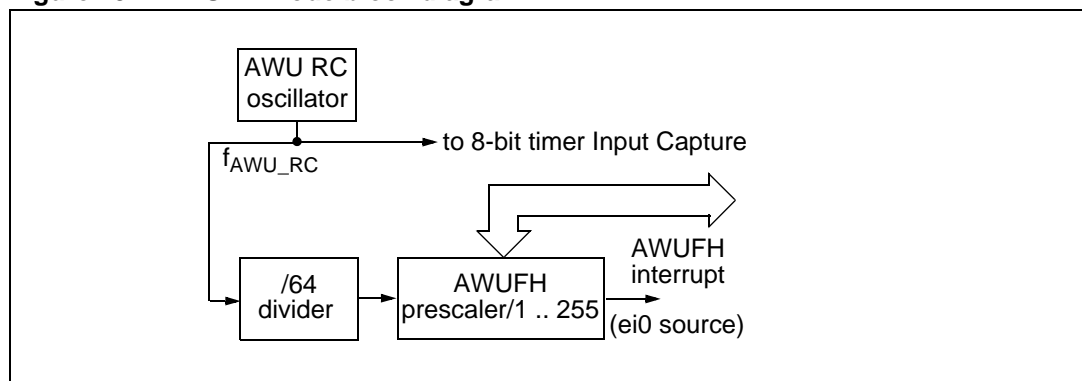 AWU RC
oscillator
to 8-bit timer Input Capture
fAWU_RC
AWUFH
interrupt
/64
divider
AWUFH
prescaler/1 .. 255
(ei0 source)